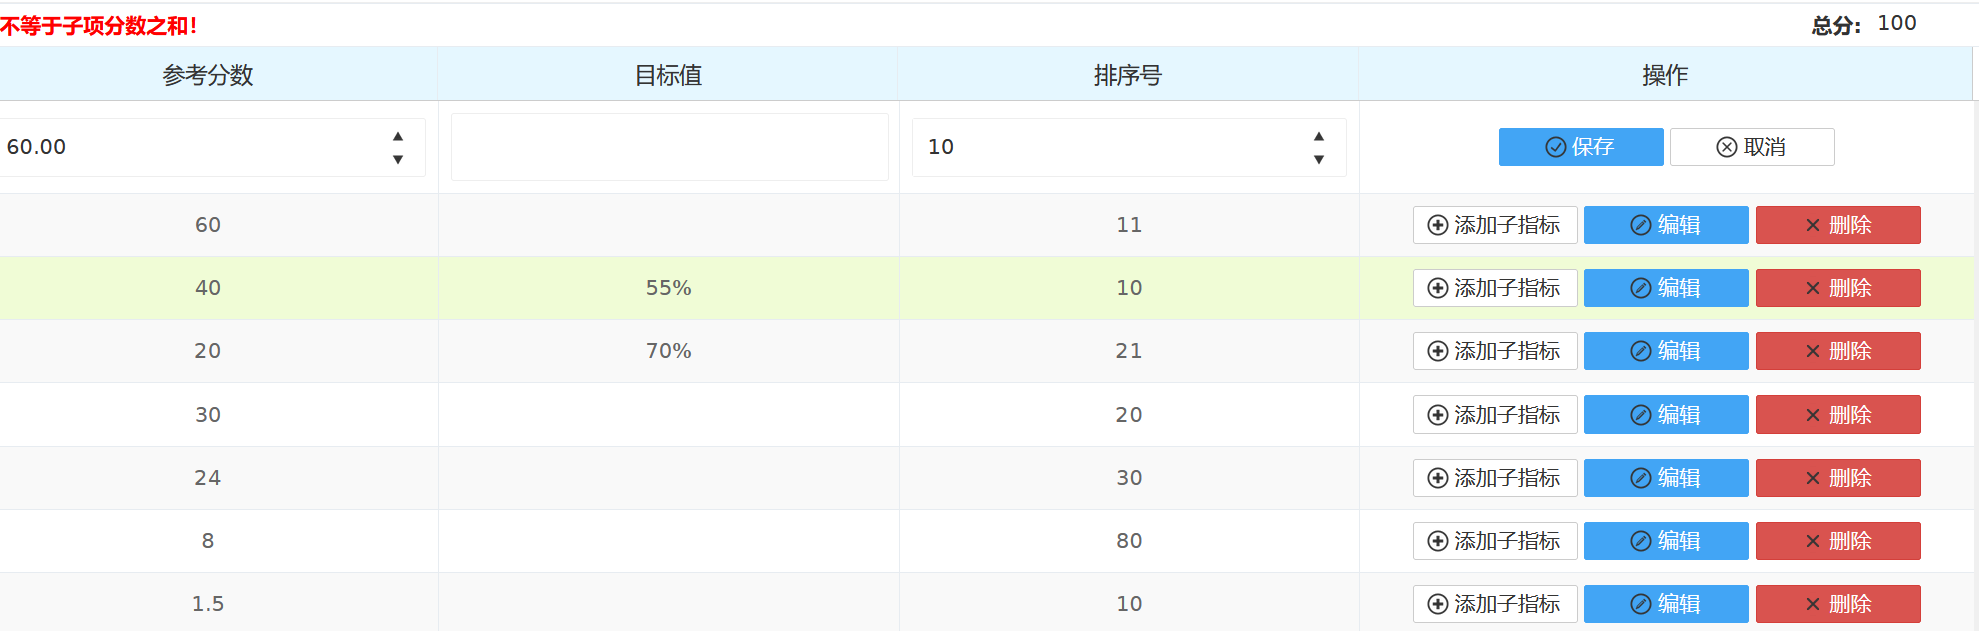 不等于子项分数之和!
总分: 100
参考分数 目标值 排序号 操作
60.00 10 保存 取消
60 11 添加子指标 编辑 删除
40 55% 10 添加子指标 编辑 删除
20 70% 21 添加子指标 编辑 删除
30 20 添加子指标 编辑 删除
24 30 添加子指标 编辑 删除
8 80 添加子指标 编辑 删除
1.5 10 添加子指标 编辑 删除